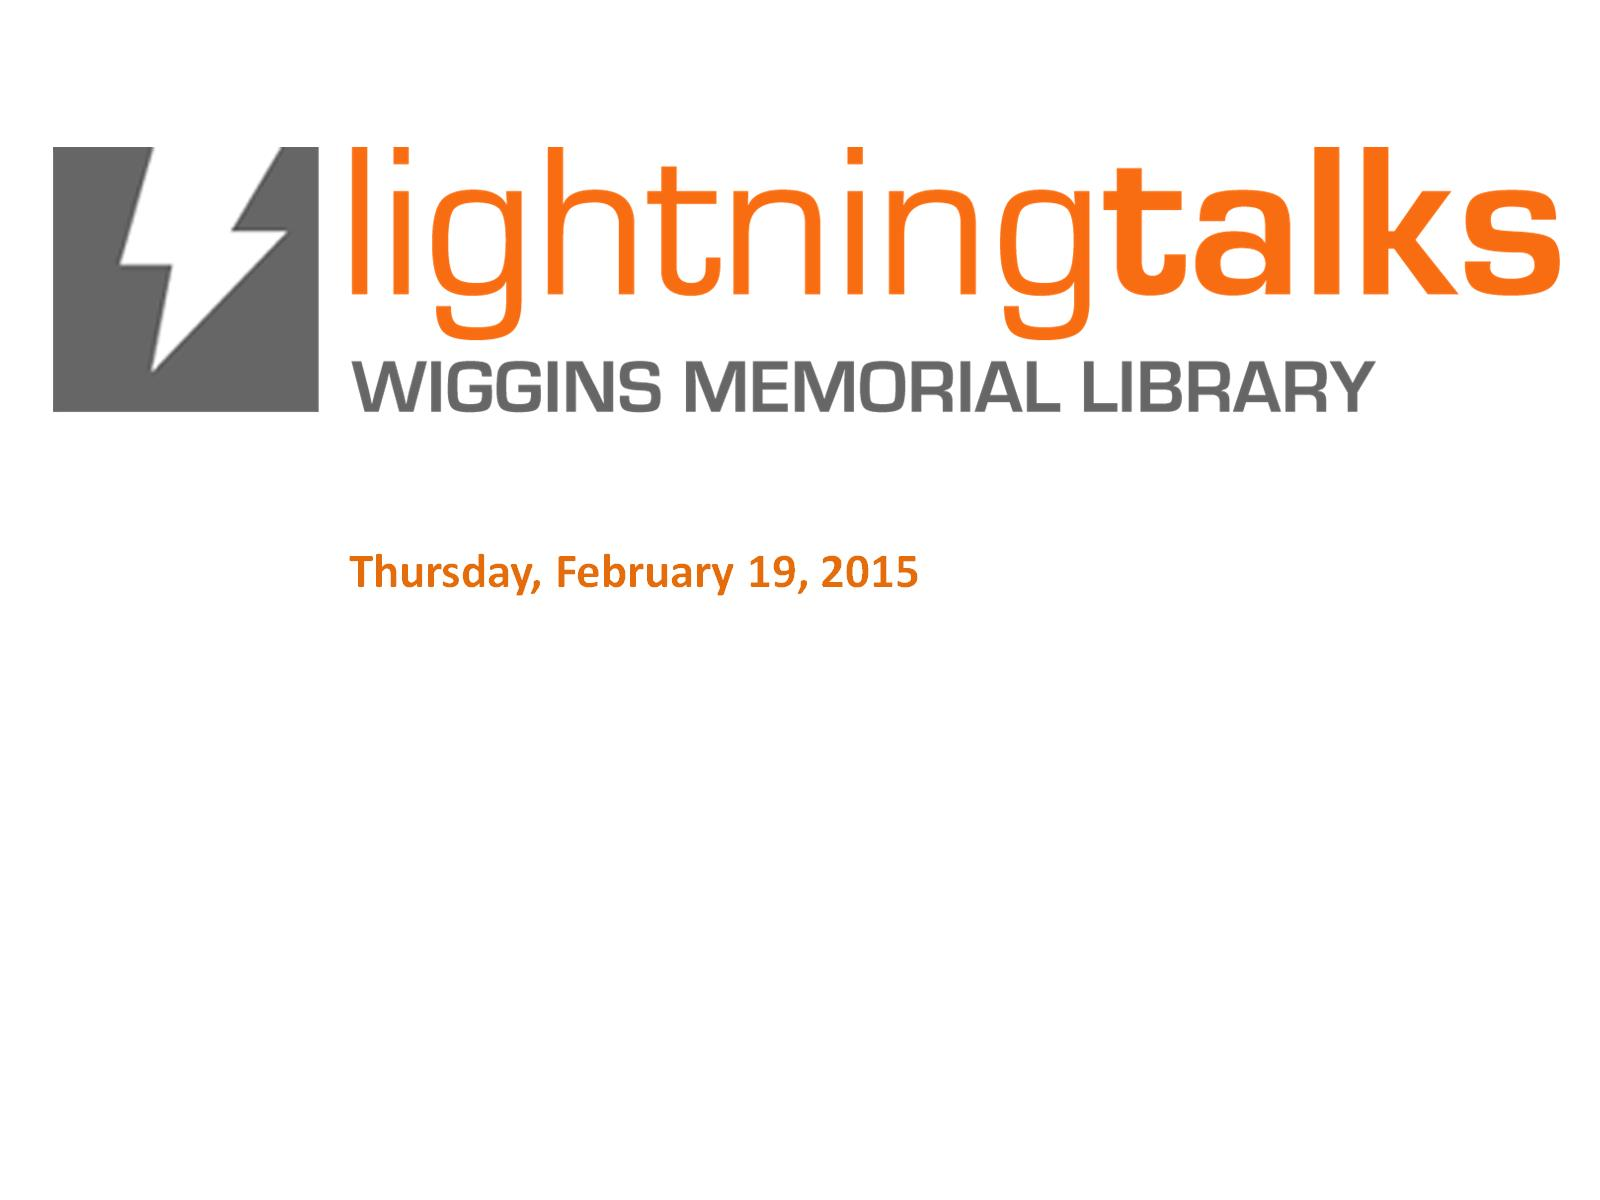 lightningtalks
WIGGINS MEMORIAL LIBRARY
Thursday, February 19, 2015